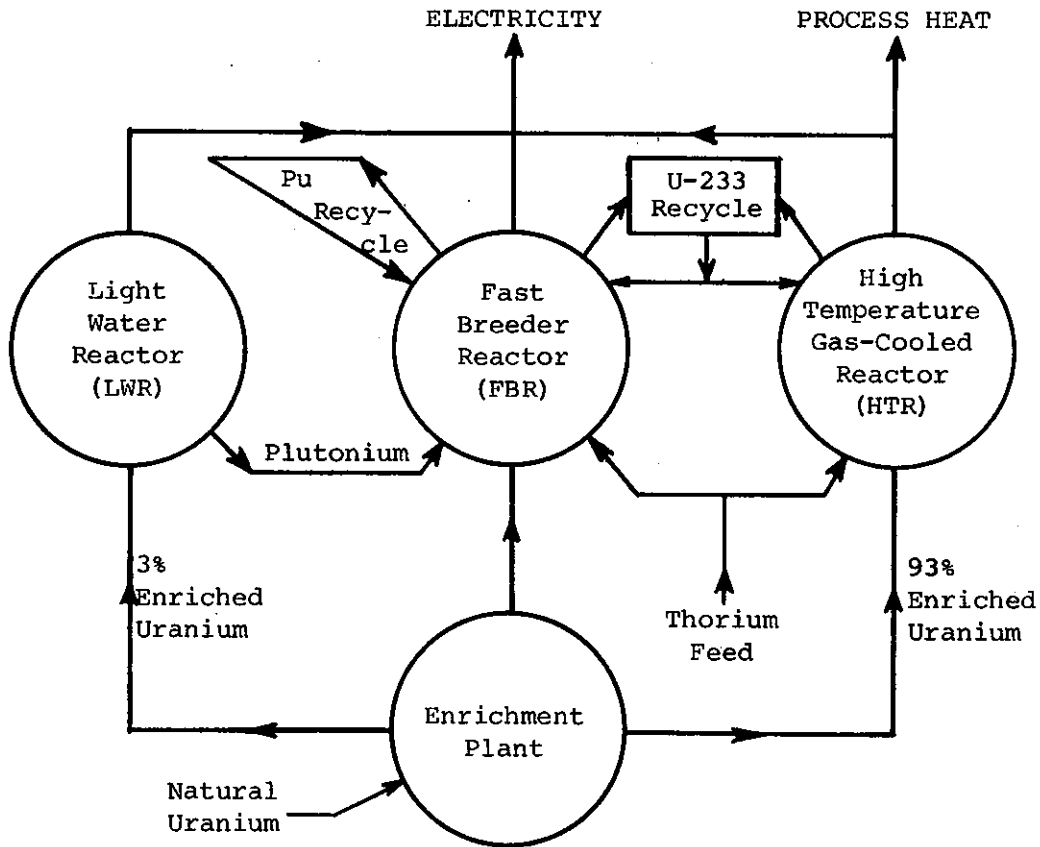 ELECTRICITY
PROCESS HEAT
Pu
Recy-
cle
U-233
Recycle
Light
Water
Reactor
(LWR)
Fast
Breeder
Reactor
(FBR)
High
Temperature
Gas-Cooled
Reactor
(HTR)
Plutonium
3%
Enriched
Uranium
Thorium
Feed
93%
Enriched
Uranium
Enrichment
Plant
Natural
Uranium